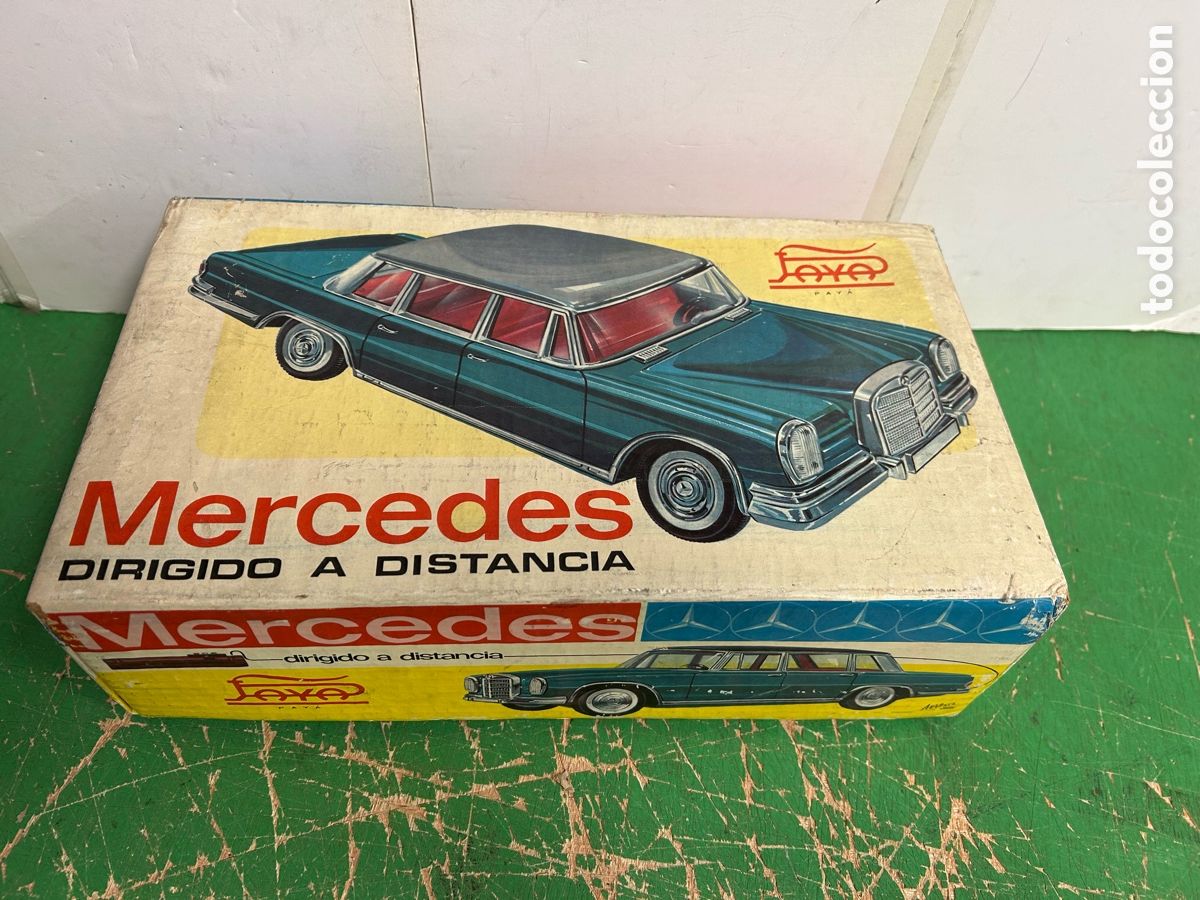 PAYA
PAYÁ
Mercedes
DIRIGIDO A DISTANCIA
Mercedes
dirigido a distancia
PAYA
PAYÁ
todocoleccion